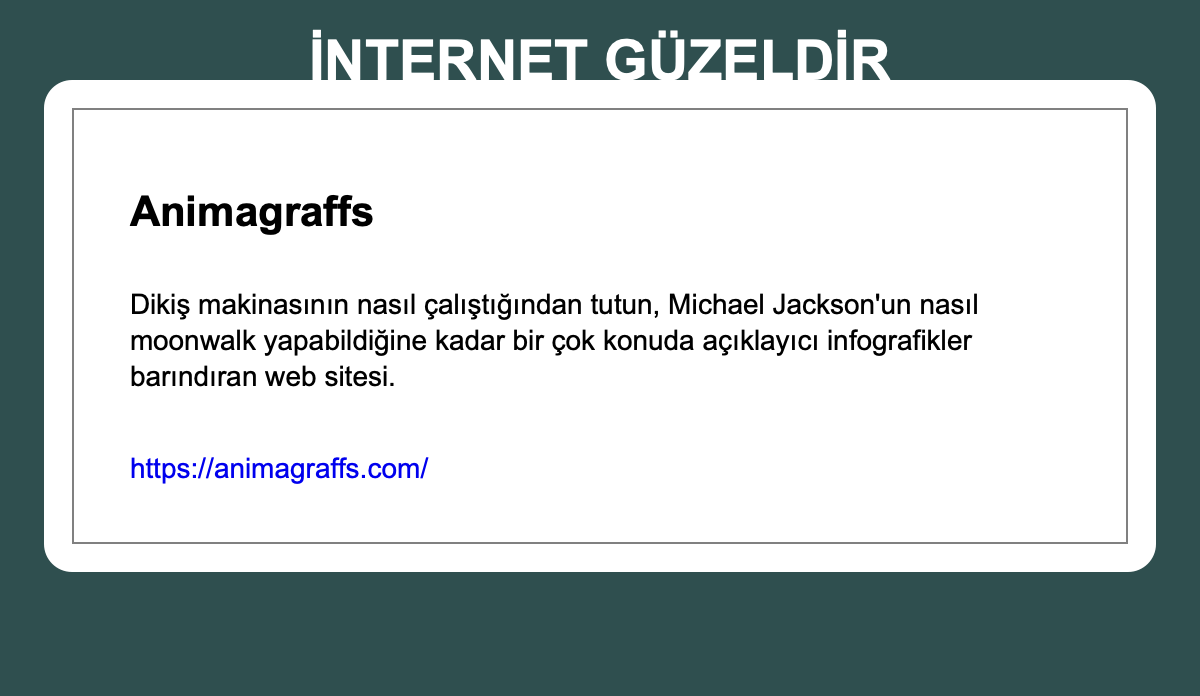 İNTERNET GÜZELDİR
Animagraffs
Dikiş makinasının nasıl çalıştığından tutun, Michael Jackson'un nasıl
moonwalk yapabildiğine kadar bir çok konuda açıklayıcı infografikler
barındıran web sitesi.
https://animagraffs.com/